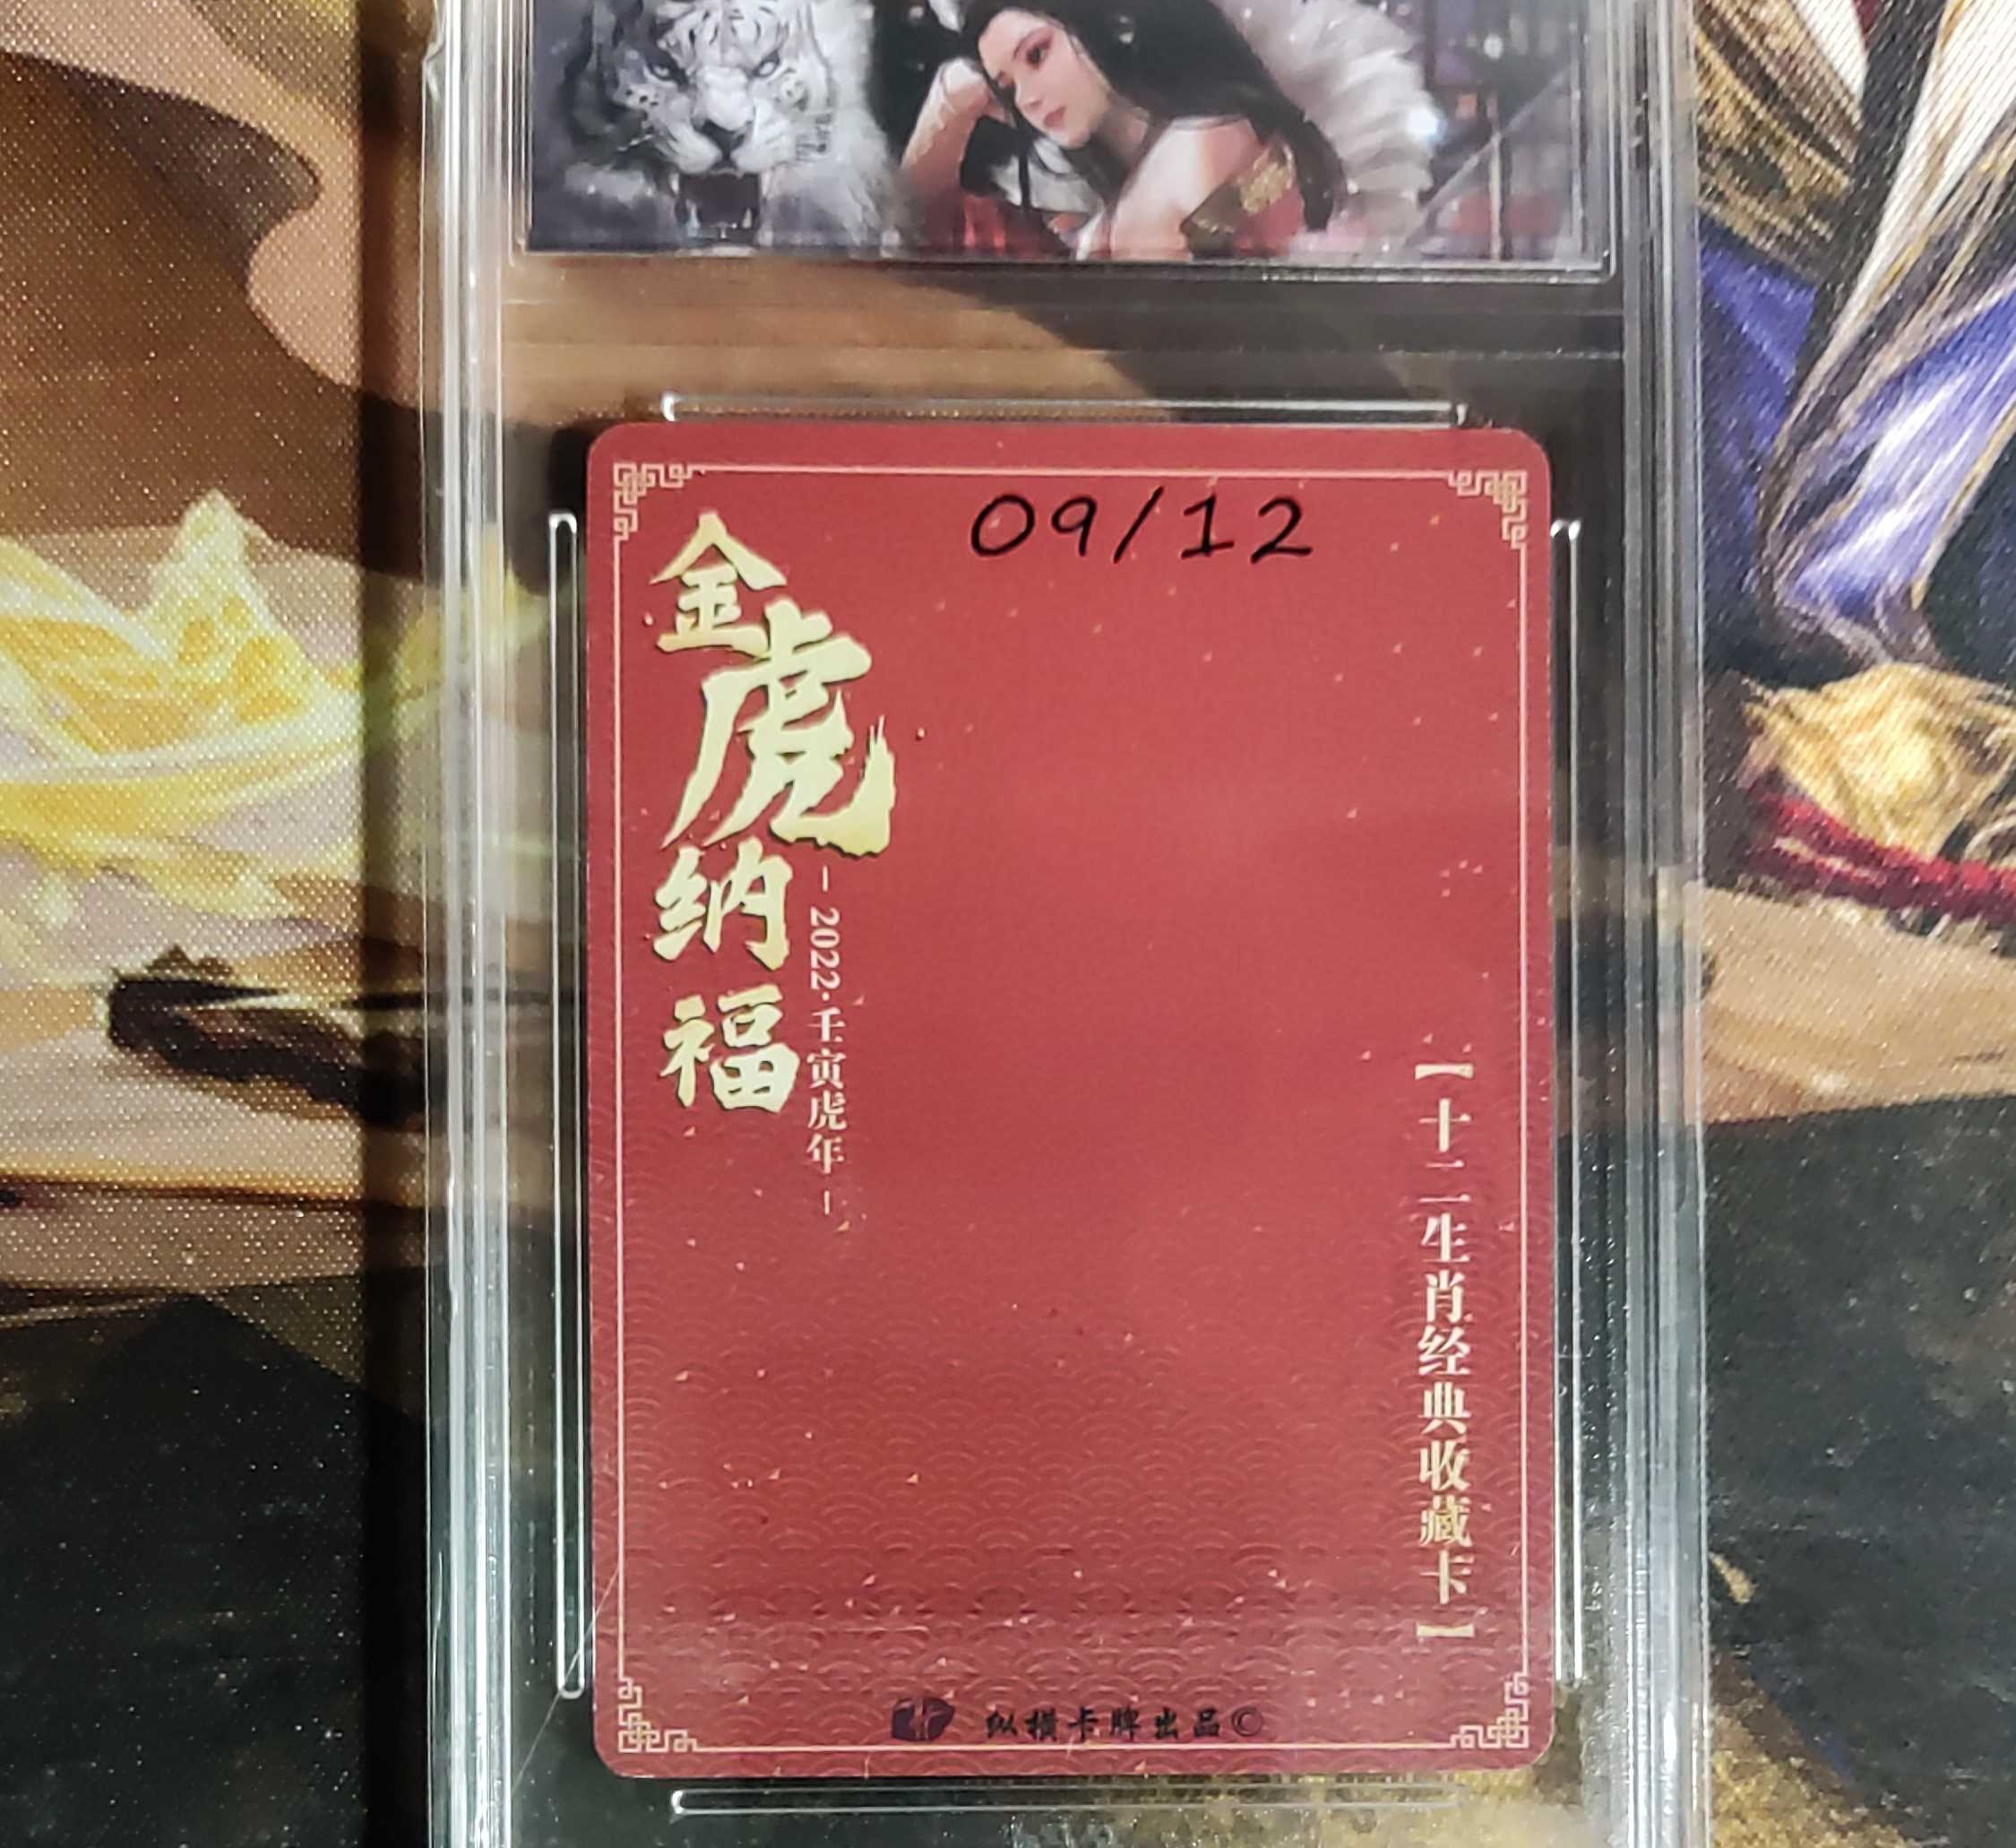 09/12
金虎纳福
- 2022·壬寅虎年 -
【十二生肖经典收藏卡】
纵横卡牌出品©